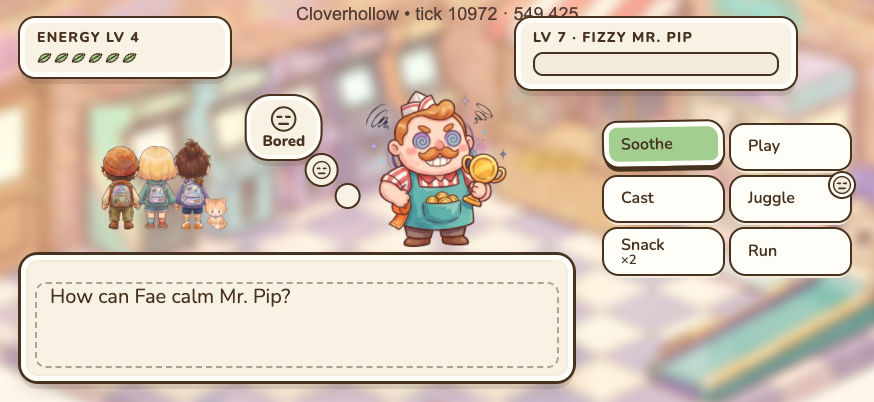 Cloverhollow • tick 10972 · 549,425
ENERGY LV 4
LV 7 · FIZZY MR. PIP
Bored
Soothe
Play
Cast
Juggle
Snack
×2
Run
How can Fae calm Mr. Pip?